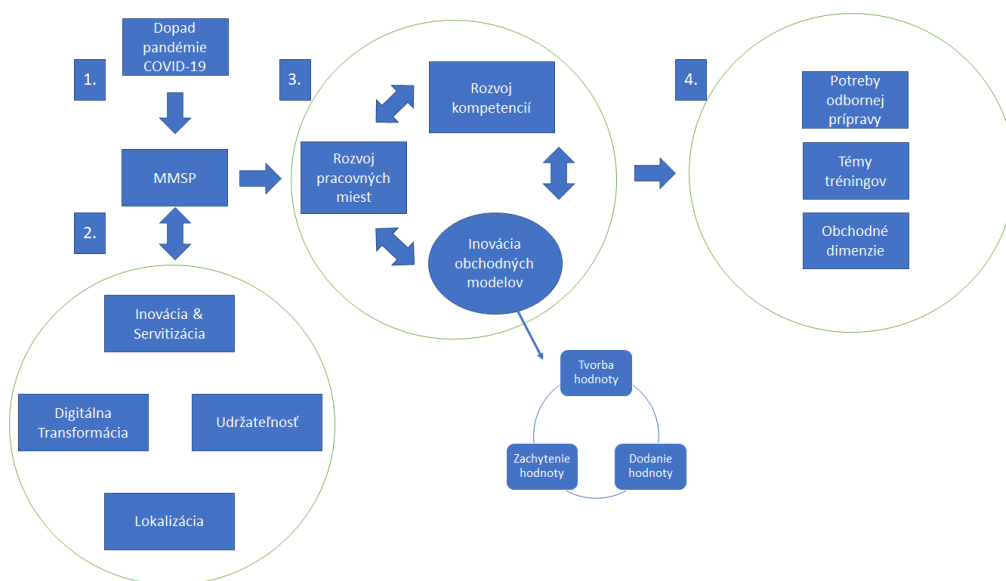 1.
Dopad
pandémie
COVID-19
MMSP
2.
Inovácia &
Servitizácia
Digitálna
Transformácia
Udržateľnosť
Lokalizácia
3.
Rozvoj
kompetencií
Rozvoj
pracovných
miest
Inovácia
obchodných
modelov
Tvorba
hodnoty
Zachytenie
hodnoty
Dodanie
hodnoty
4.
Potreby
odbornej
prípravy
Témy
tréningov
Obchodné
dimenzie